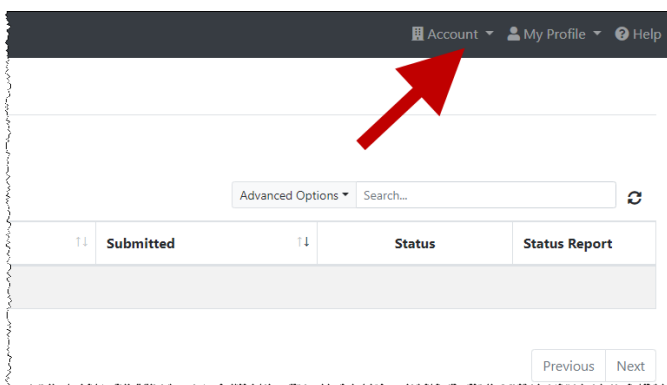 Account My Profile Help
Advanced Options Search...
Submitted Status Status Report
Previous Next